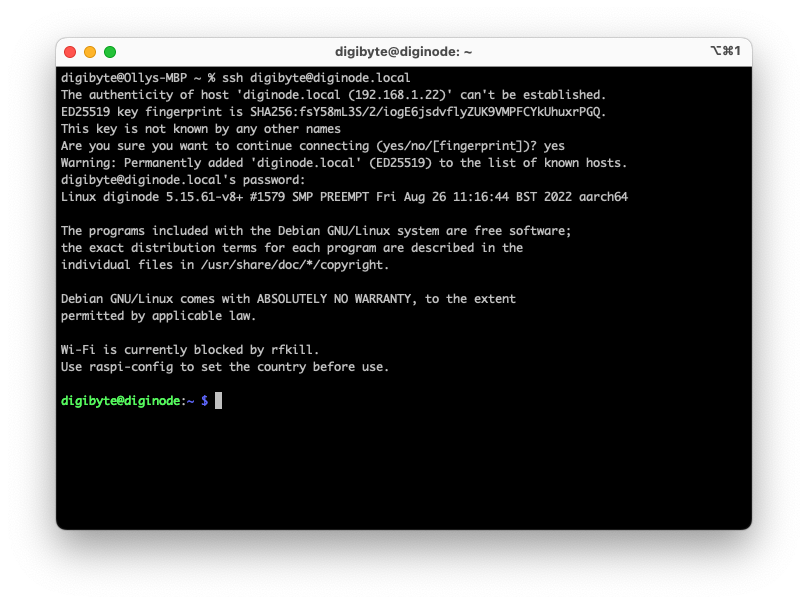 digibyte@diginode: ~
⌥⌘1
digibyte@Ollys-MBP ~ % ssh digibyte@diginode.local
The authenticity of host 'diginode.local (192.168.1.22)' can't be established.
ED25519 key fingerprint is SHA256:fsY58mL3S/2/iogE6jsdvflyZUK9VMPFCYkUhuxrPGQ.
This key is not known by any other names
Are you sure you want to continue connecting (yes/no/[fingerprint])? yes
Warning: Permanently added 'diginode.local' (ED25519) to the list of known hosts.
digibyte@diginode.local's password:
Linux diginode 5.15.61-v8+ #1579 SMP PREEMPT Fri Aug 26 11:16:44 BST 2022 aarch64
The programs included with the Debian GNU/Linux system are free software;
the exact distribution terms for each program are described in the
individual files in /usr/share/doc/*/copyright.
Debian GNU/Linux comes with ABSOLUTELY NO WARRANTY, to the extent
permitted by applicable law.
Wi-Fi is currently blocked by rfkill.
Use raspi-config to set the country before use.
digibyte@diginode:~ $